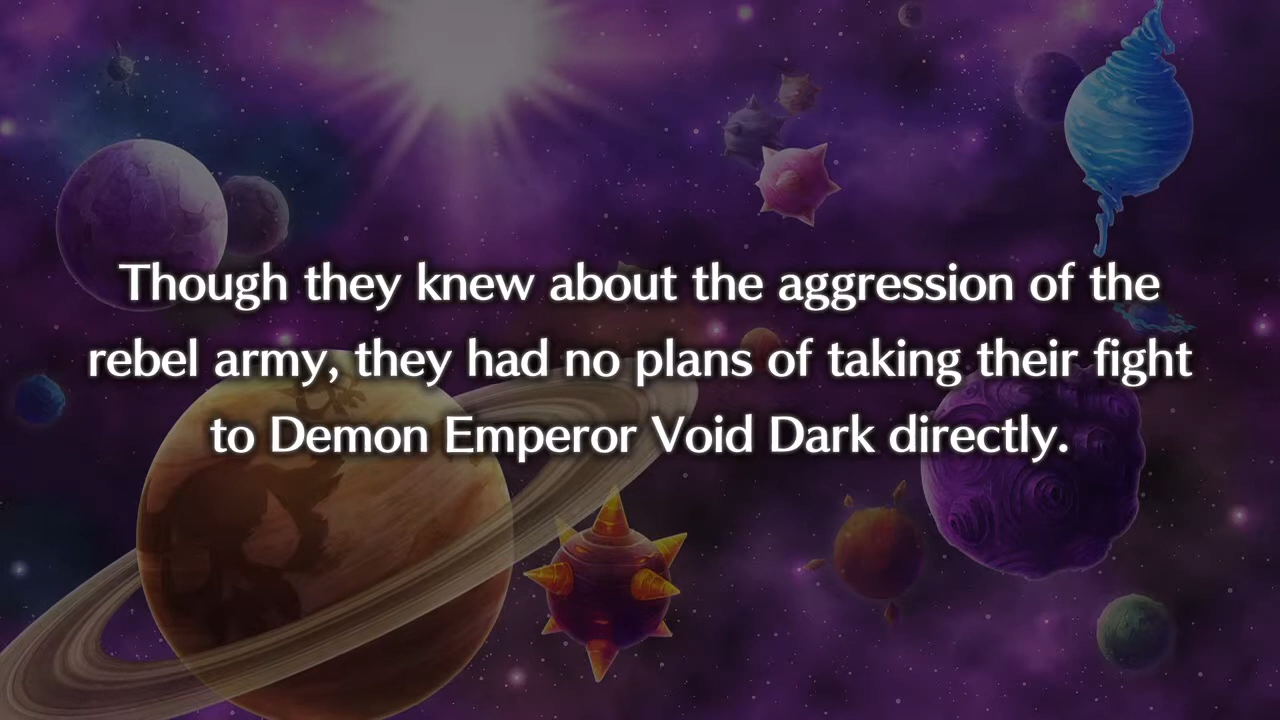 Though they knew about the aggression of the
rebel army, they had no plans of taking their fight
to Demon Emperor Void Dark directly.